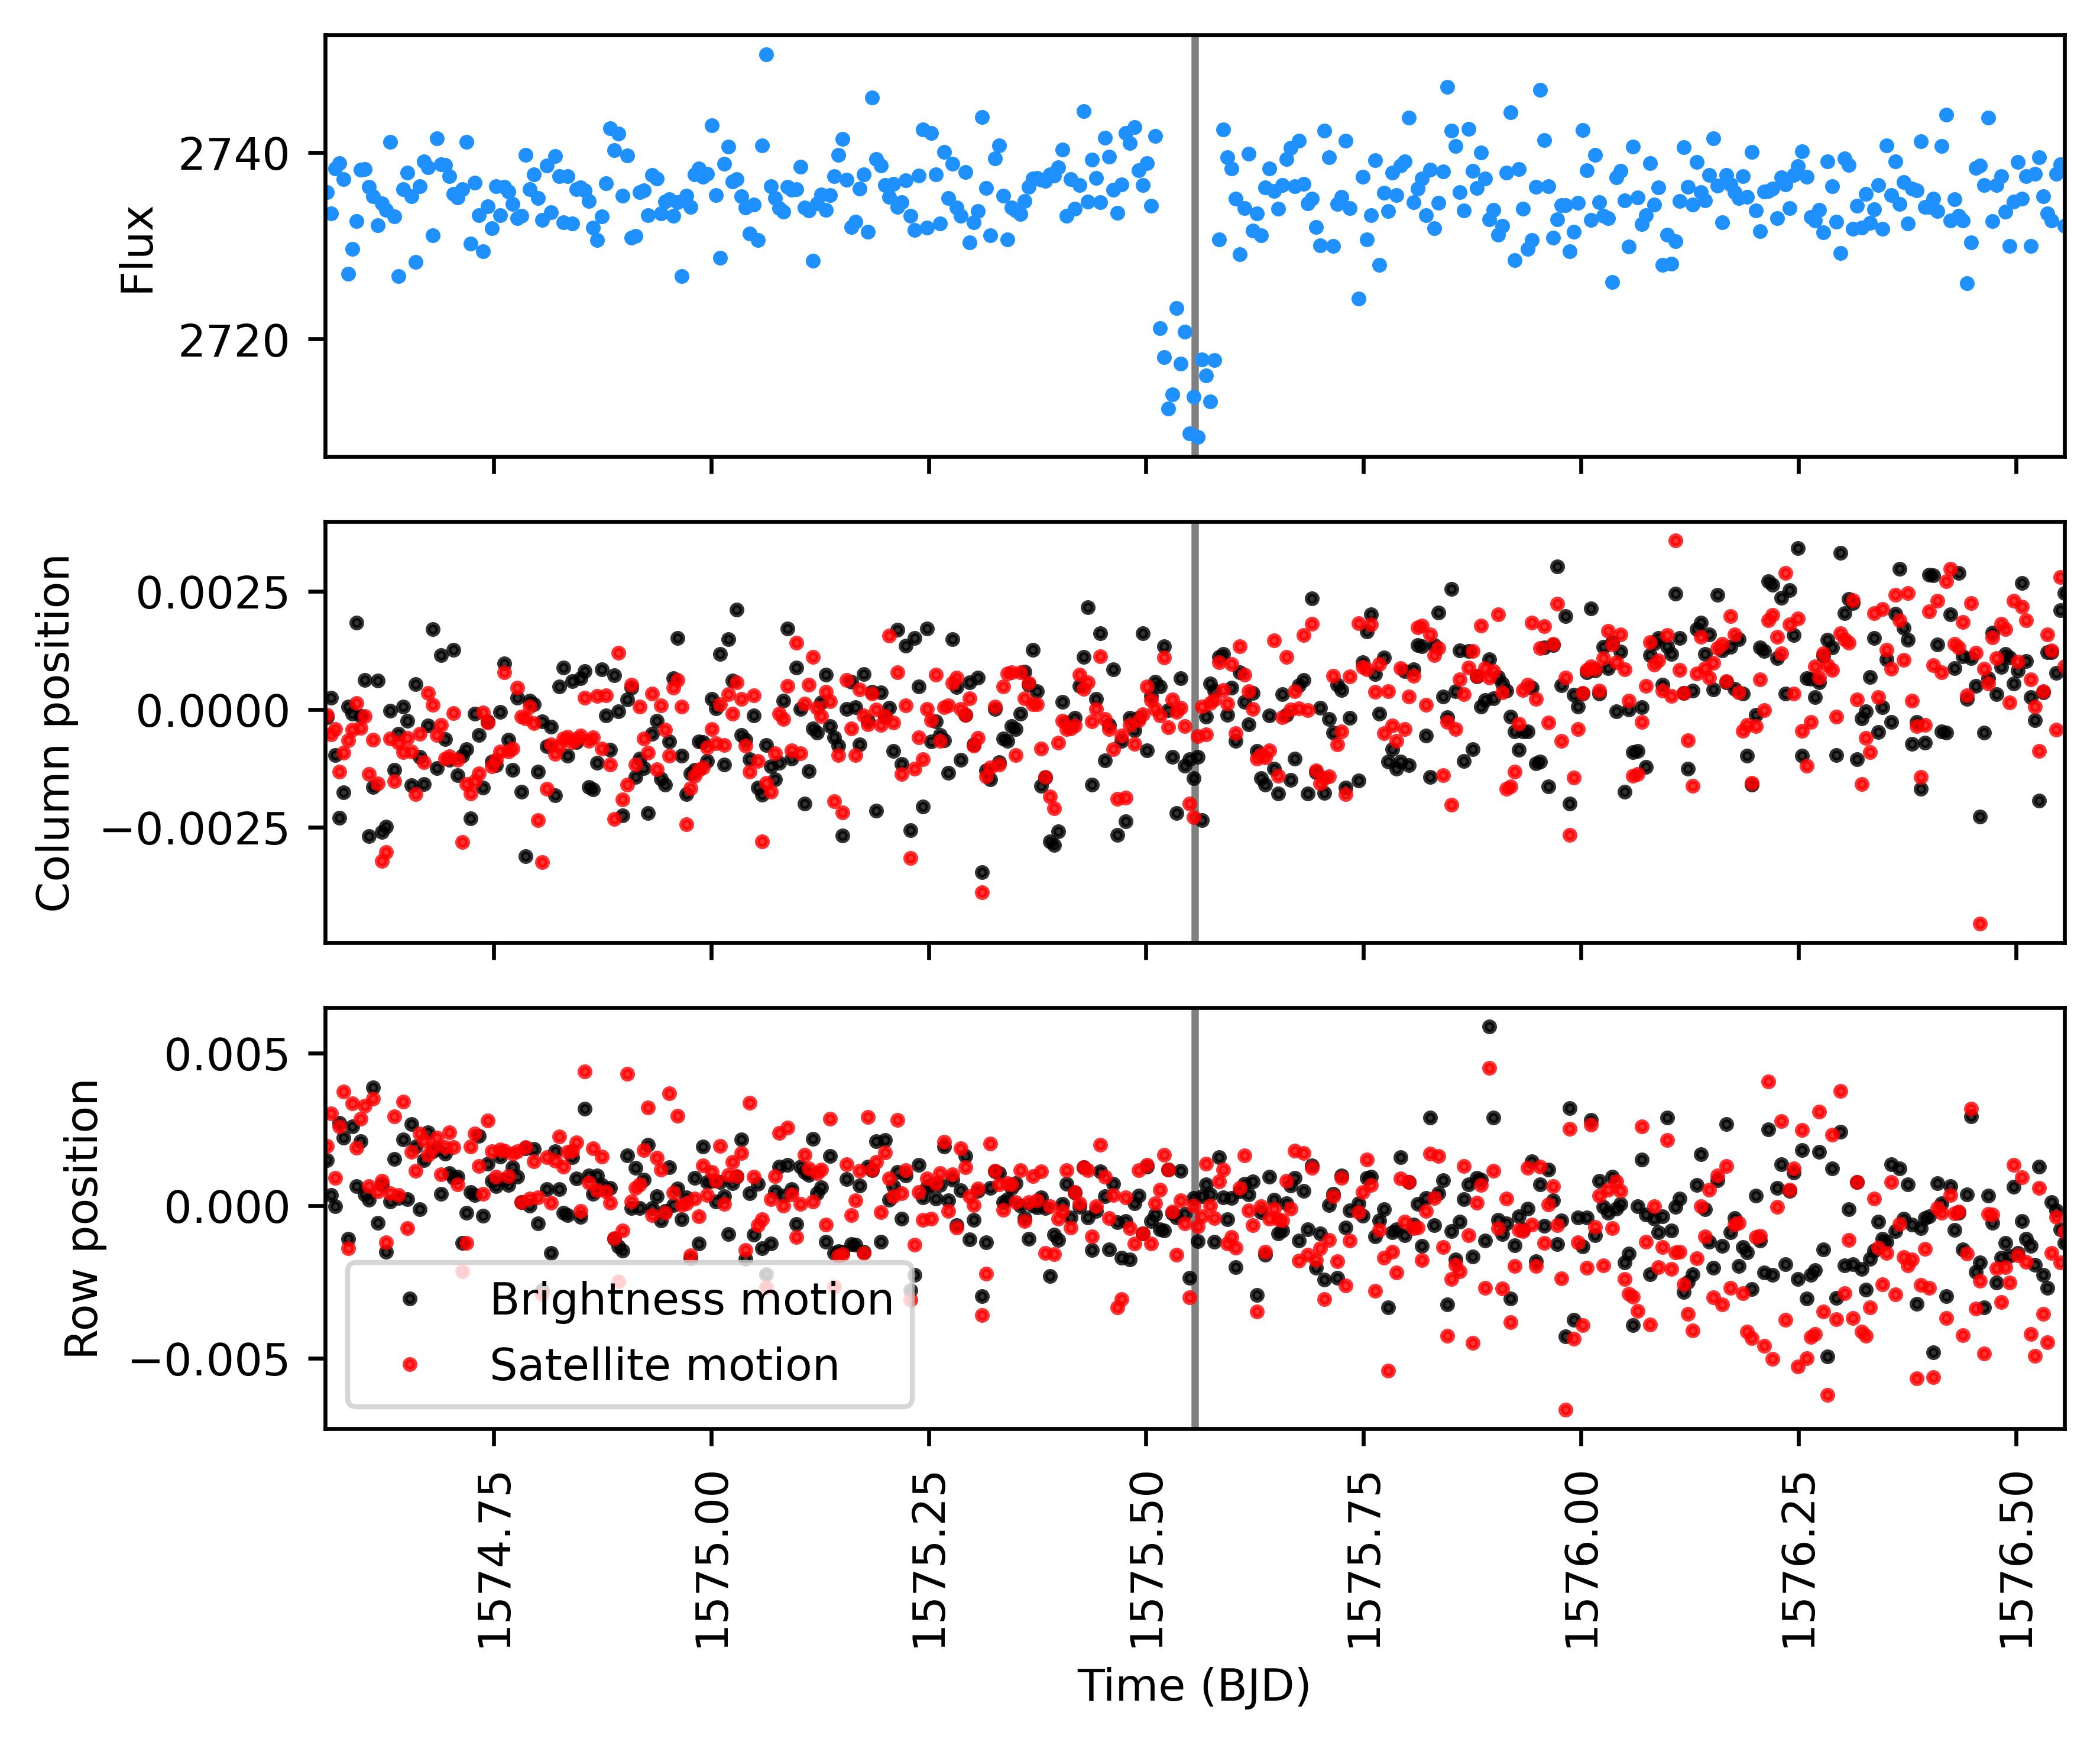 Flux
2740
2720
Column position
0.0025
0.0000
−0.0025
Row position
0.005
0.000
−0.005
Brightness motion
Satellite motion
1574.75
1575.00
1575.25
1575.50
1575.75
1576.00
1576.25
1576.50
Time (BJD)